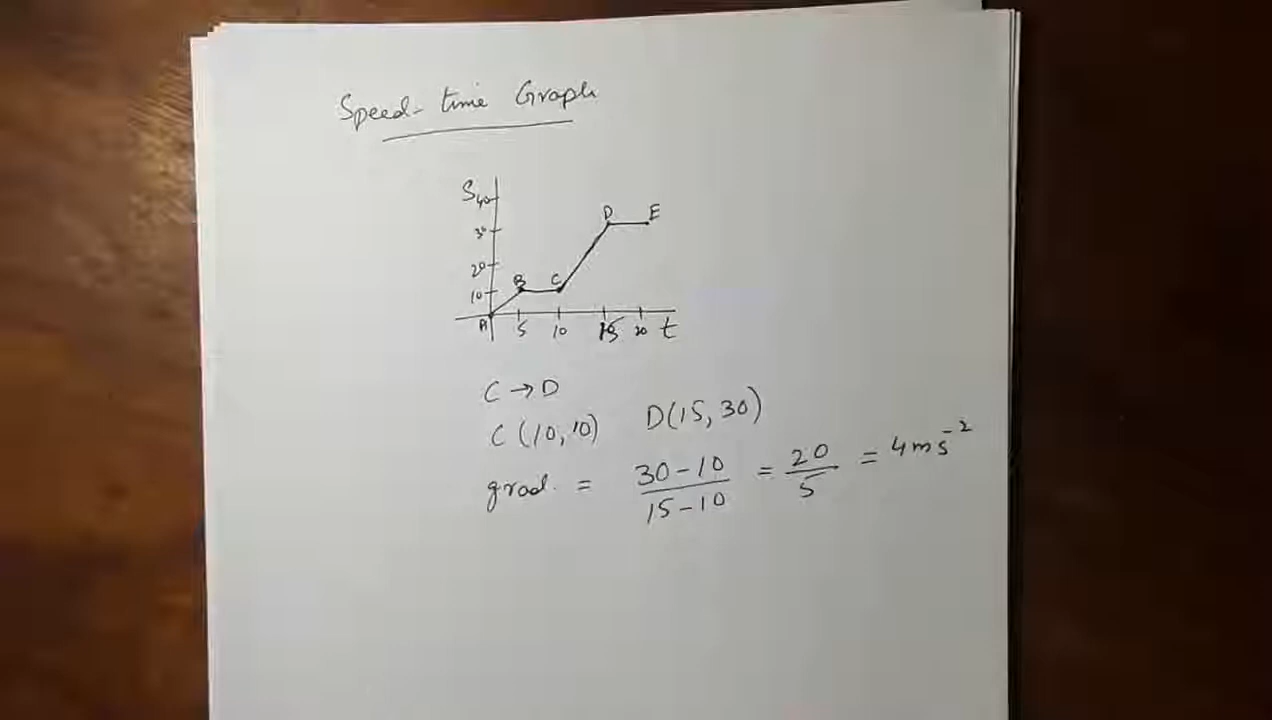 Speed-time Graph
S 40
D E
30
20
B C
10
A 5 10 15 20 t
C → D
C (10,10) D(15,30)
grad. = 30-10 / 15-10 = 20 / 5 = 4ms⁻²